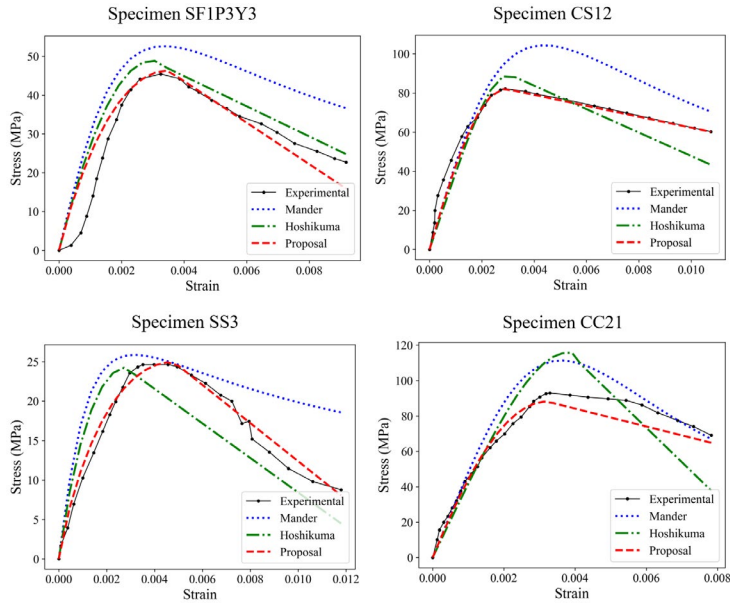 Specimen SF1P3Y3
Stress (MPa)
50
40
30
20
10
0
0.000 0.002 0.004 0.006 0.008
Strain
Experimental
Mander
Hoshikuma
Proposal
Specimen CS12
Stress (MPa)
100
80
60
40
20
0
0.000 0.002 0.004 0.006 0.008 0.010
Strain
Experimental
Mander
Hoshikuma
Proposal
Specimen SS3
Stress (MPa)
25
20
15
10
5
0
0.000 0.002 0.004 0.006 0.008 0.010 0.012
Strain
Experimental
Mander
Hoshikuma
Proposal
Specimen CC21
Stress (MPa)
120
100
80
60
40
20
0
0.000 0.002 0.004 0.006 0.008
Strain
Experimental
Mander
Hoshikuma
Proposal